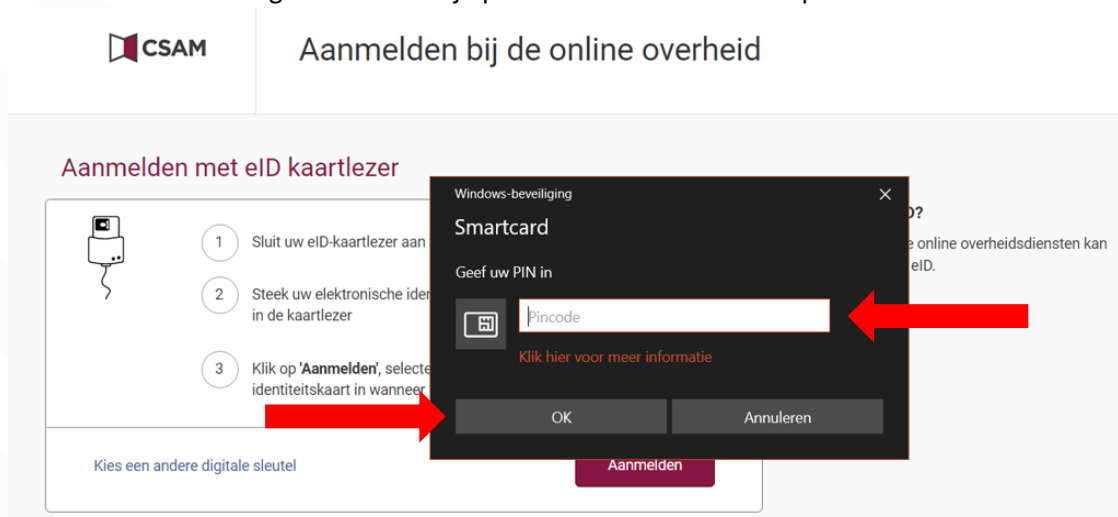 CSAM
Aanmelden bij de online overheid
Aanmelden met eID kaartlezer
1 Sluit uw eID-kaartlezer aan
2 Steek uw elektronische
in de kaartlezer
3 Klik op 'Aanmelden',
identiteitskaart in wanneer
Kies een andere digitale sleutel
Aanmelden
Windows-beveiliging
Smartcard
Geef uw PIN in
Pincode
Klik hier voor meer informatie
OK
Annuleren
online overheidsdiensten kan
eID.